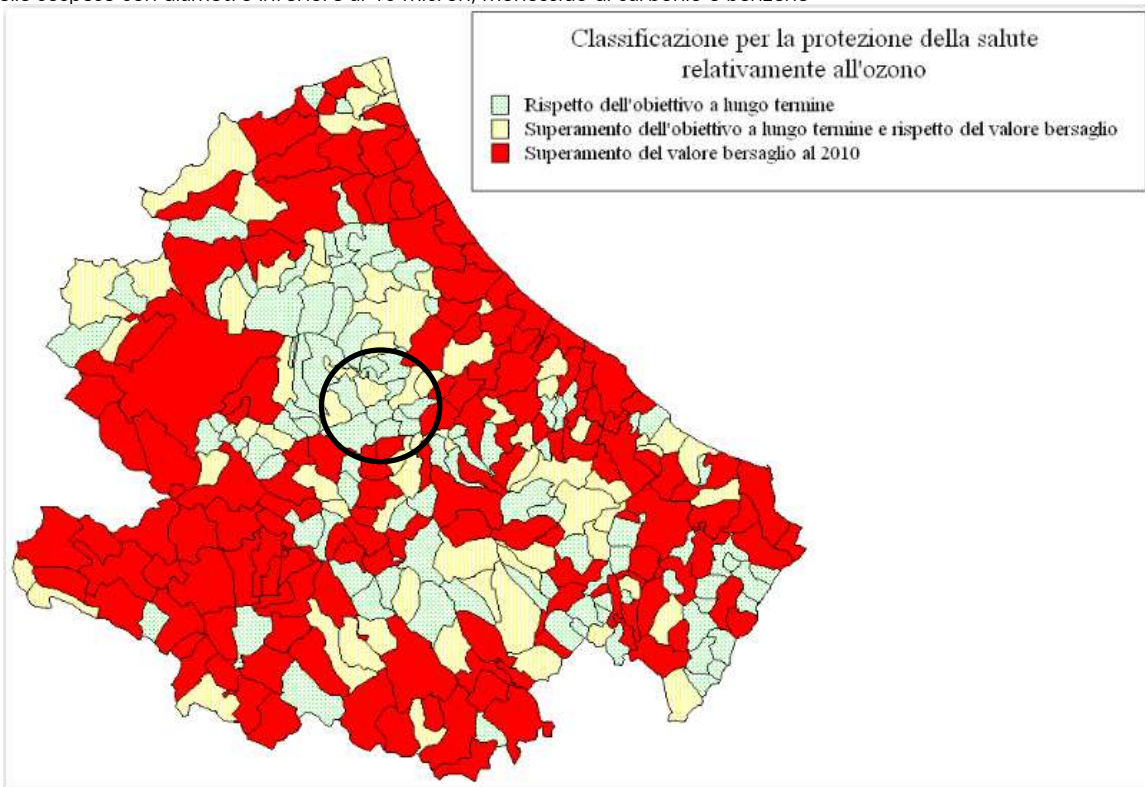 Classificazione per la protezione della salute
relativamente all'ozono
Rispetto dell'obiettivo a lungo termine
Superamento dell'obiettivo a lungo termine e rispetto del valore bersaglio
Superamento del valore bersaglio al 2010